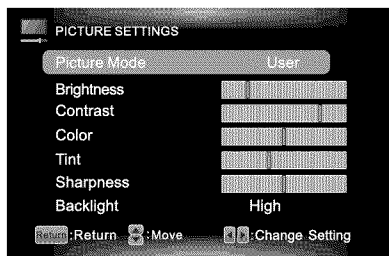 PICTURE SETTINGS
Picture Mode User
Brightness
Contrast
Color
Tint
Sharpness
Backlight High
Return :Return :Move :Change Setting